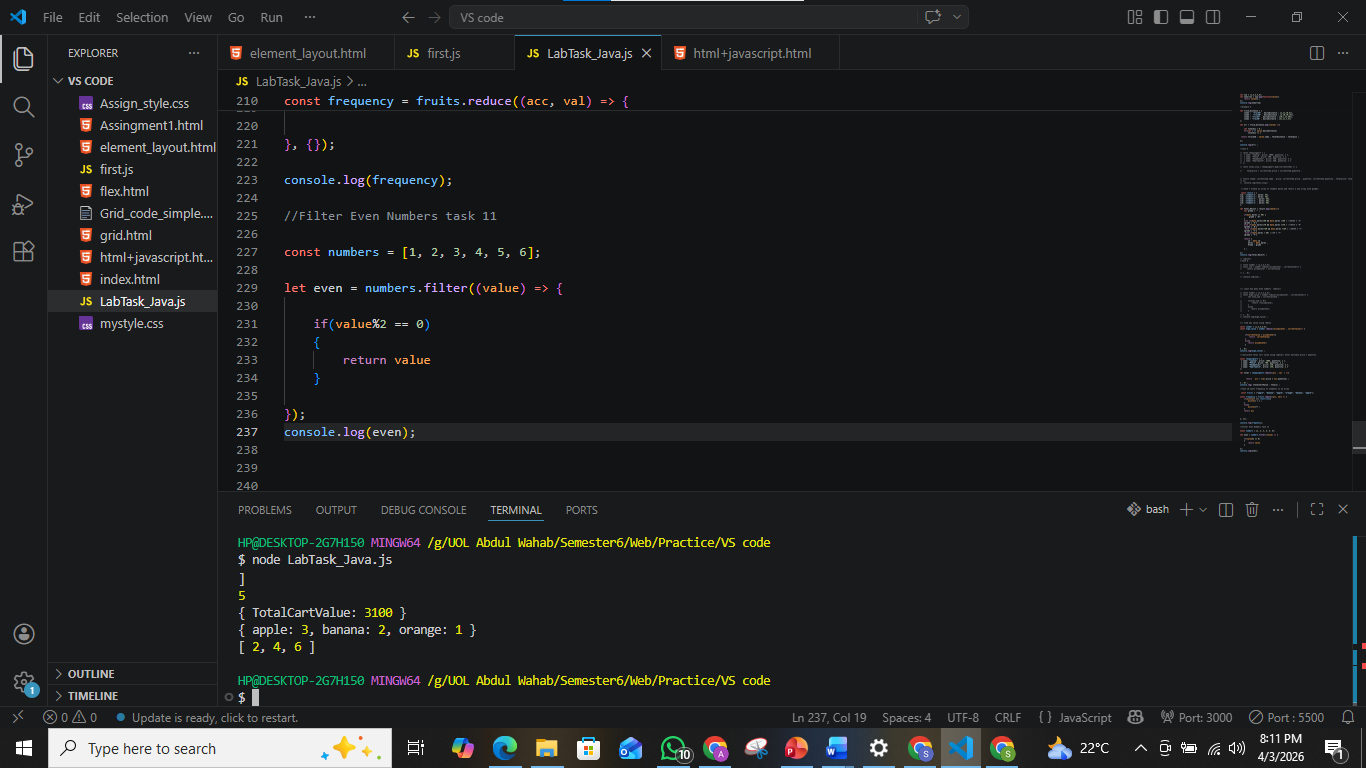 File Edit Selection View Go Run ···
VS code
EXPLORER ···
VS CODE
Assign_style.css
Assingment1.html
element_layout.html
first.js
flex.html
Grid_code_simple....
grid.html
html+javascript.ht...
index.html
LabTask_Java.js
mystyle.css
OUTLINE
TIMELINE
element_layout.html JS first.js JS LabTask_Java.js html+javascript.html
JS LabTask_Java.js > ...
210 const frequency = fruits.reduce((acc, val) => {
220
221 }, {});
222
223 console.log(frequency);
224
225 //Filter Even Numbers task 11
226
227 const numbers = [1, 2, 3, 4, 5, 6];
228
229 let even = numbers.filter((value) => {
230
231 if(value%2 == 0)
232 {
233 return value
234 }
235
236 });
237 console.log(even);
238
239
240
PROBLEMS OUTPUT DEBUG CONSOLE TERMINAL PORTS
bash
HP@DESKTOP-2G7H150 MINGW64 /g/UOL Abdul Wahab/Semester6/Web/Practice/VS code
$ node LabTask_Java.js
]
5
{ TotalCartValue: 3100 }
{ apple: 3, banana: 2, orange: 1 }
[ 2, 4, 6 ]
HP@DESKTOP-2G7H150 MINGW64 /g/UOL Abdul Wahab/Semester6/Web/Practice/VS code
$
0 0 Update is ready, click to restart. Ln 237, Col 19 Spaces: 4 UTF-8 CRLF {} JavaScript Port: 3000 Port : 5500
Type here to search
10
22°C
8:11 PM
4/3/2026
1